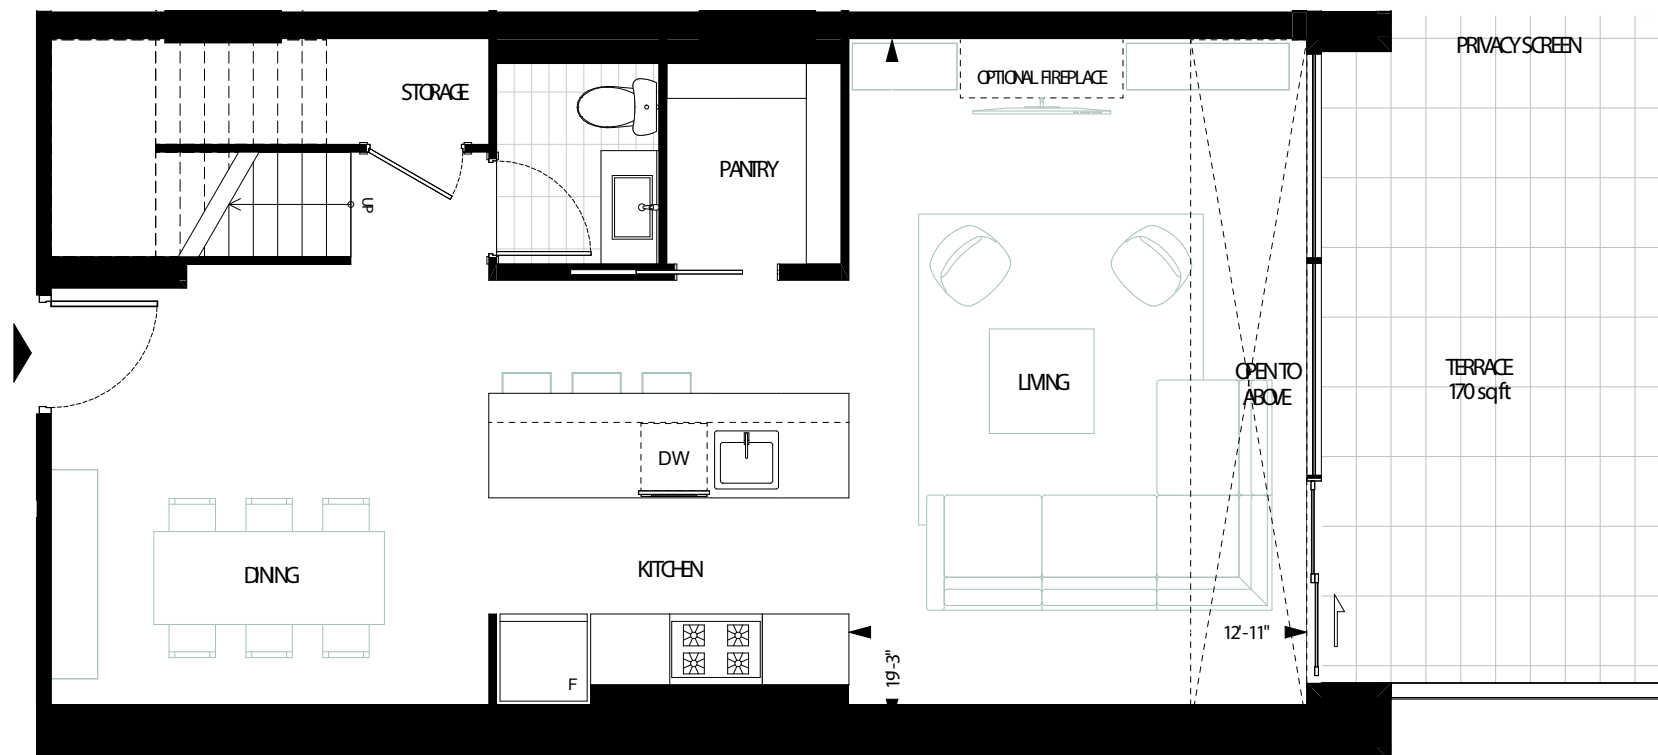 PRIVACY SCREEN
OPTIONAL FIREPLACE
STORAGE
PANTRY
UP
OPEN TO
ABOVE
LIVING
TERRACE
170 sq ft
DW
DINING
KITCHEN
12'-11"
19'-3"
F